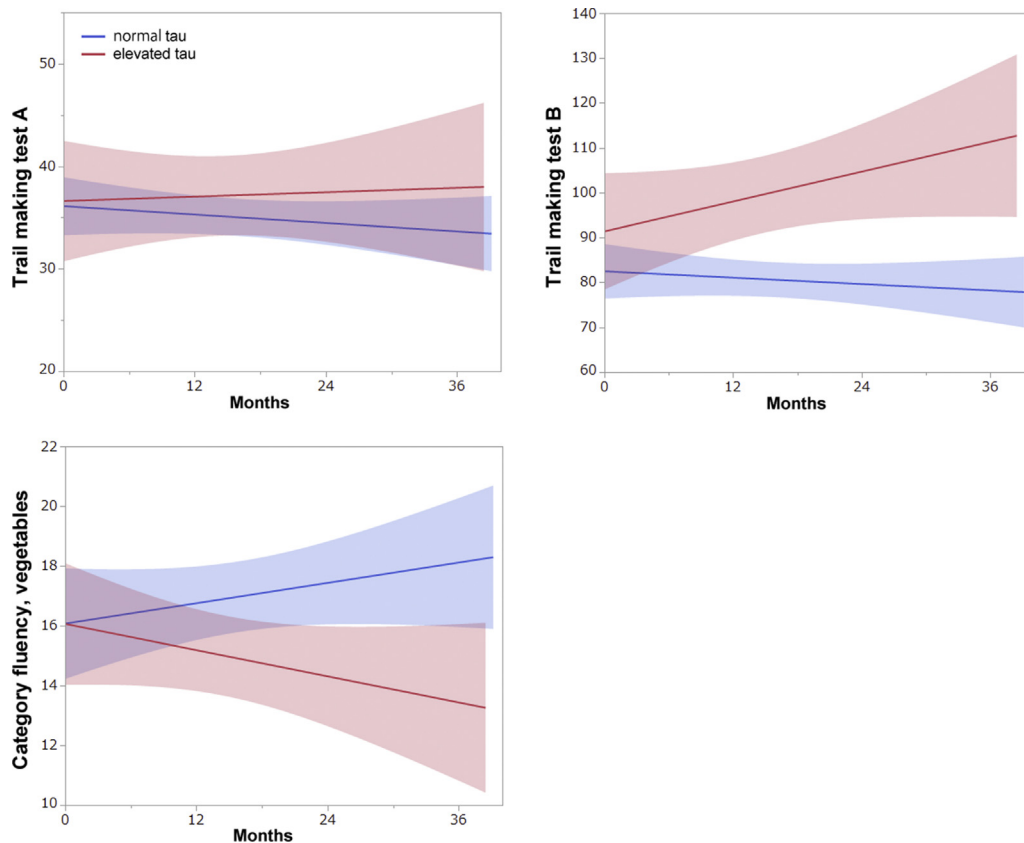 normal tau
elevated tau
Trail making test A
50
40
30
20
0 12 24 36
Months
Trail making test B
140
130
120
110
100
90
80
70
60
0 12 24 36
Months
Category fluency, vegetables
22
20
18
16
14
12
10
0 12 24 36
Months